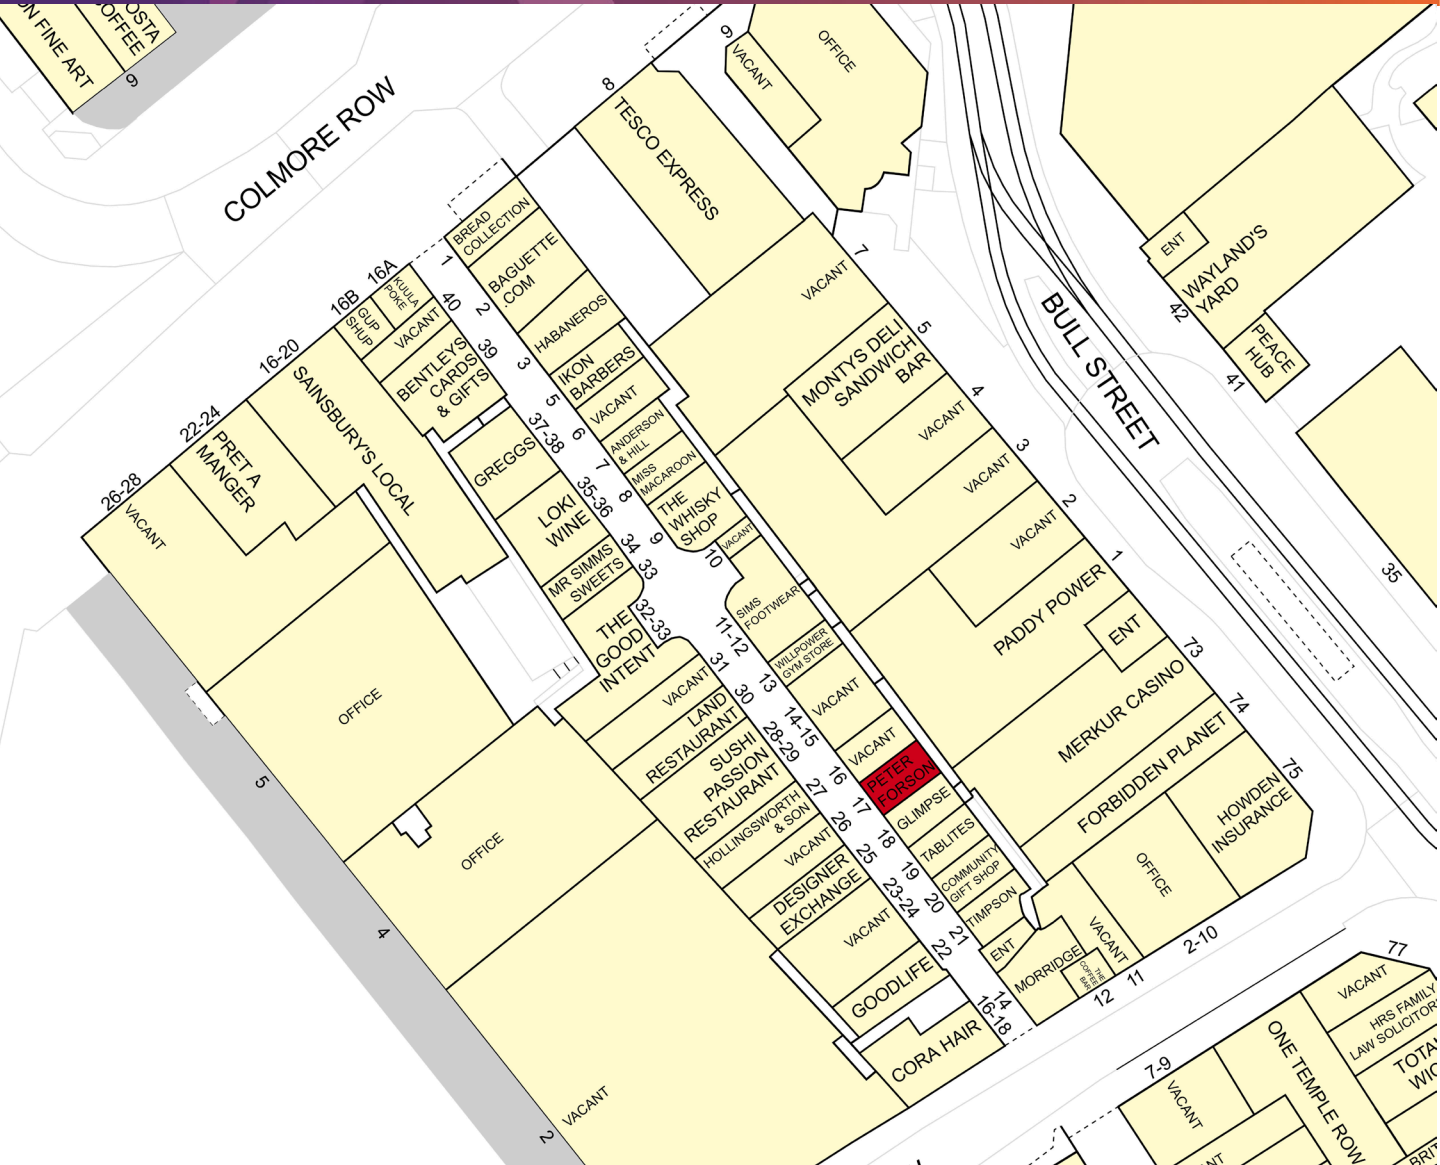 ON FINE ART
OSTA
OFFEE
9
COLMORE ROW
8
TESCO EXPRESS
9
VACANT
OFFICE
BREAD
COLLECTION
1
BAGUETTE
.COM
2
HABANEROS
3
IKON
BARBERS
5
VACANT
6
ANDERSON
& HILL
7
MISS
MACAROON
8
THE
WHISKY
SHOP
9
VACANT
10
SIMS
FOOTWEAR
11-12
WILLPOWER
GYM STORE
13
VACANT
14-15
VACANT
16
PETER
FORSON
17
GLIMPSE
18
TABLITES
19
COMMUNITY
GIFT SHOP
20
TIMPSON
21
ENT
MORRIDGE
14
THE
COFFEE
BAR
12
VACANT
11
16A
KUULA
POKE
16B
GUP
SHUP
40
VACANT
39
BENTLEYS
CARDS
& GIFTS
37-38
GREGGS
35-36
LOKI
WINE
34
MR SIMMS
SWEETS
33
32-33
THE
GOOD
INTENT
31
VACANT
30
LAND
RESTAURANT
28-29
SUSHI
PASSION
RESTAURANT
27
HOLLINGSWORTH
& SON
26
VACANT
25
DESIGNER
EXCHANGE
23-24
VACANT
22
GOODLIFE
16-18
CORA HAIR
16-20
SAINSBURY'S LOCAL
22-24
PRET A
MANGER
26-28
VACANT
OFFICE
5
OFFICE
4
VACANT
2
7
VACANT
5
MONTYS DELI
SANDWICH
BAR
4
VACANT
3
VACANT
2
VACANT
1
PADDY POWER
ENT
73
MERKUR CASINO
74
FORBIDDEN PLANET
75
HOWDEN
INSURANCE
OFFICE
2-10
BULL STREET
ENT
WAYLAND'S
YARD
42
PEACE
HUB
41
35
77
VACANT
HRS FAMILY
LAW SOLICITOR
TOTA
WIG
ONE TEMPLE ROW
7-9
VACANT
BRIT